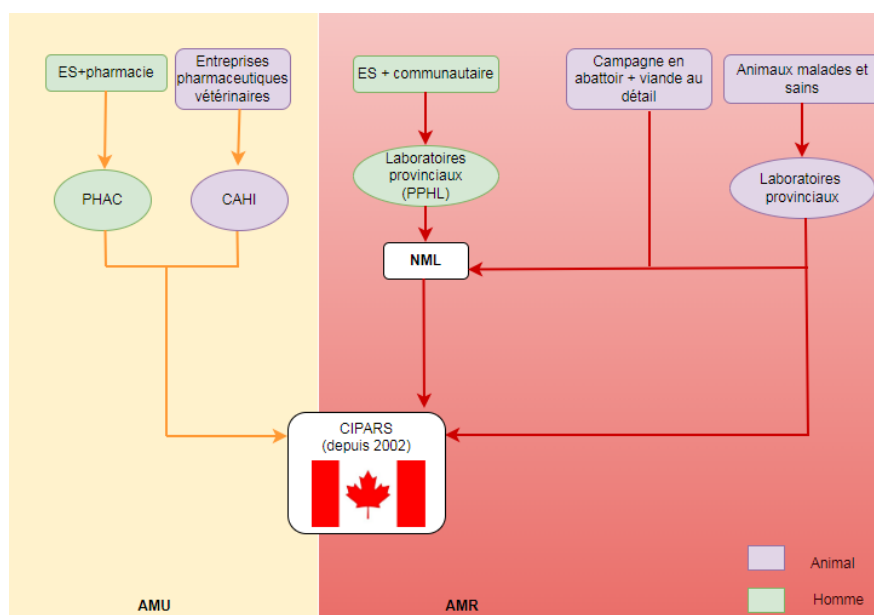 ES+pharmacie
Entreprises
pharmaceutiques
vétérinaires
ES + communautaire
Campagne en
abattoir + viande au
détail
Animaux malades et
sains
PHAC
CAHI
Laboratoires
provinciaux
(PPHL)
Laboratoires
provinciaux
NML
CIPARS
(depuis 2002)
Animal
Homme
AMU
AMR